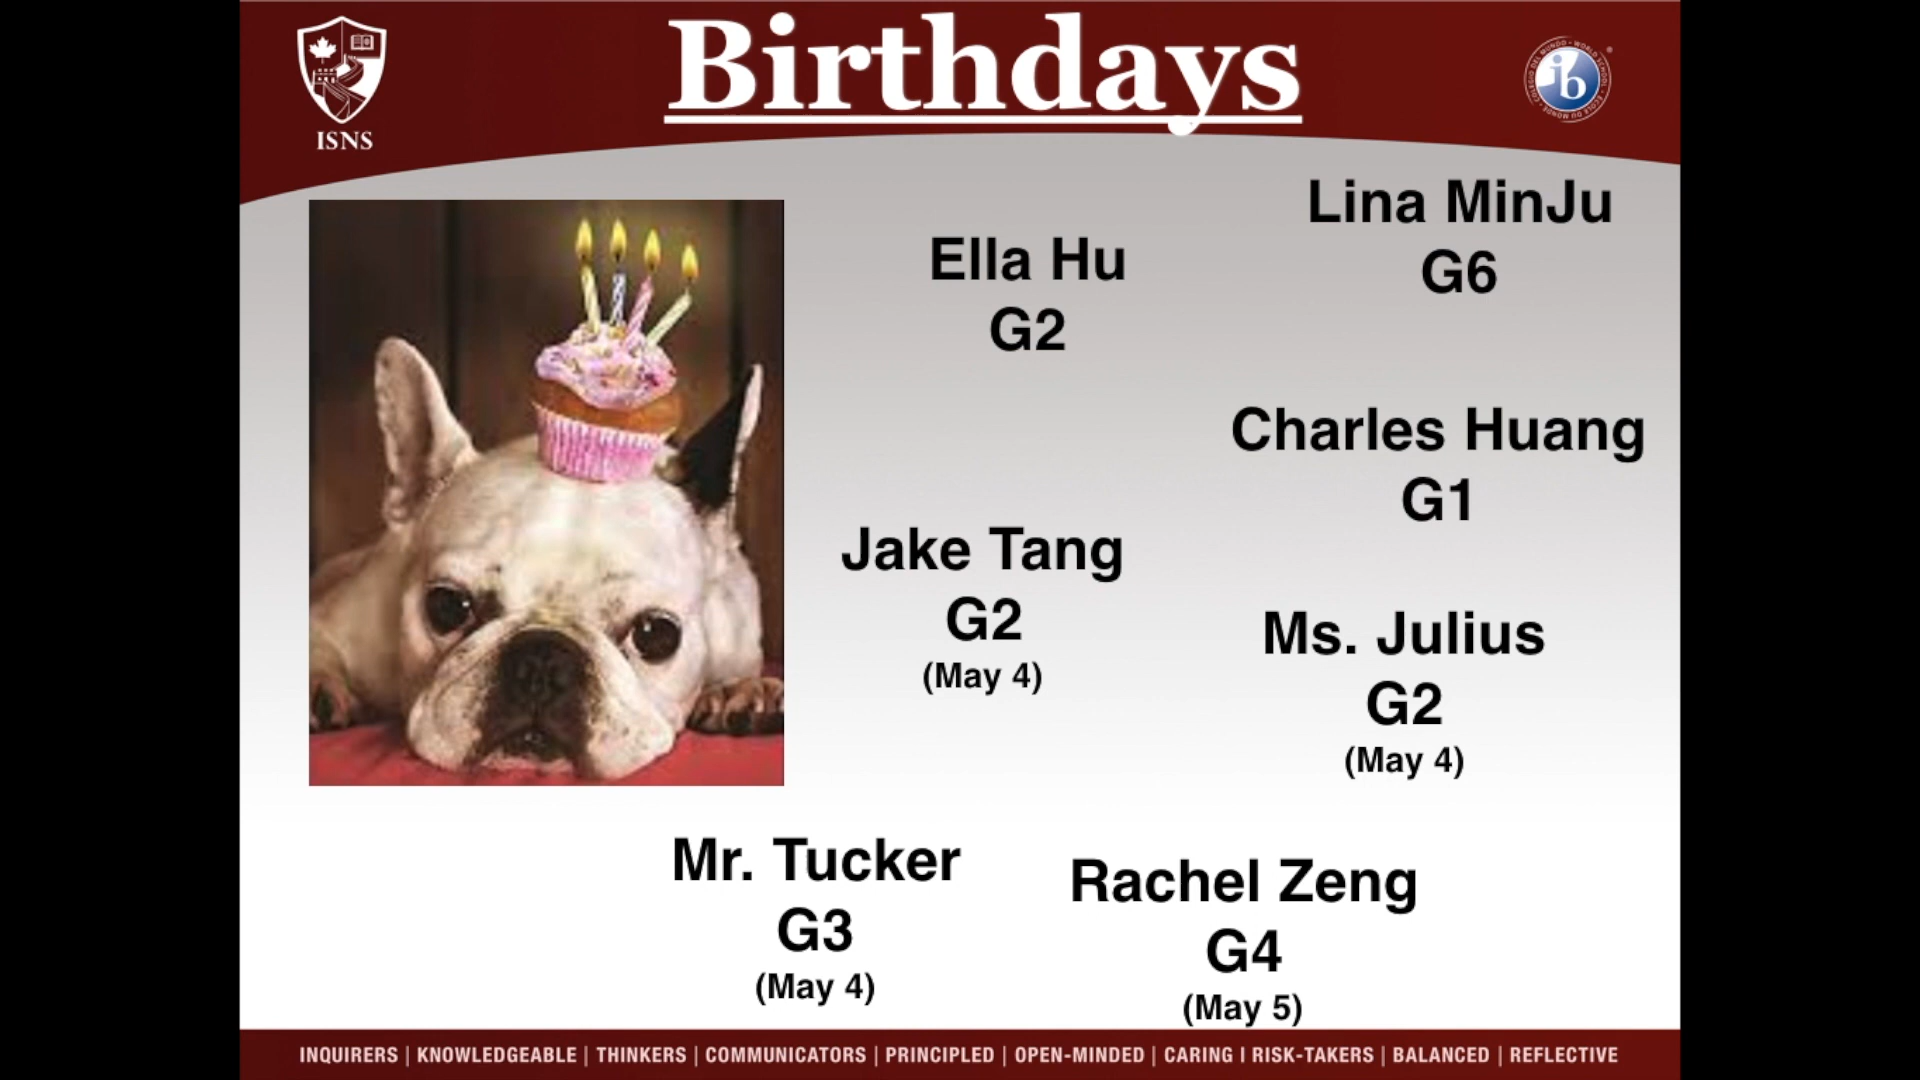 Birthdays
ISNS
ib
Lina MinJu
G6
Ella Hu
G2
Charles Huang
G1
Jake Tang
G2
(May 4)
Ms. Julius
G2
(May 4)
Mr. Tucker
G3
(May 4)
Rachel Zeng
G4
(May 5)
INQUIRERS | KNOWLEDGEABLE | THINKERS | COMMUNICATORS | PRINCIPLED | OPEN-MINDED | CARING I RISK-TAKERS | BALANCED | REFLECTIVE